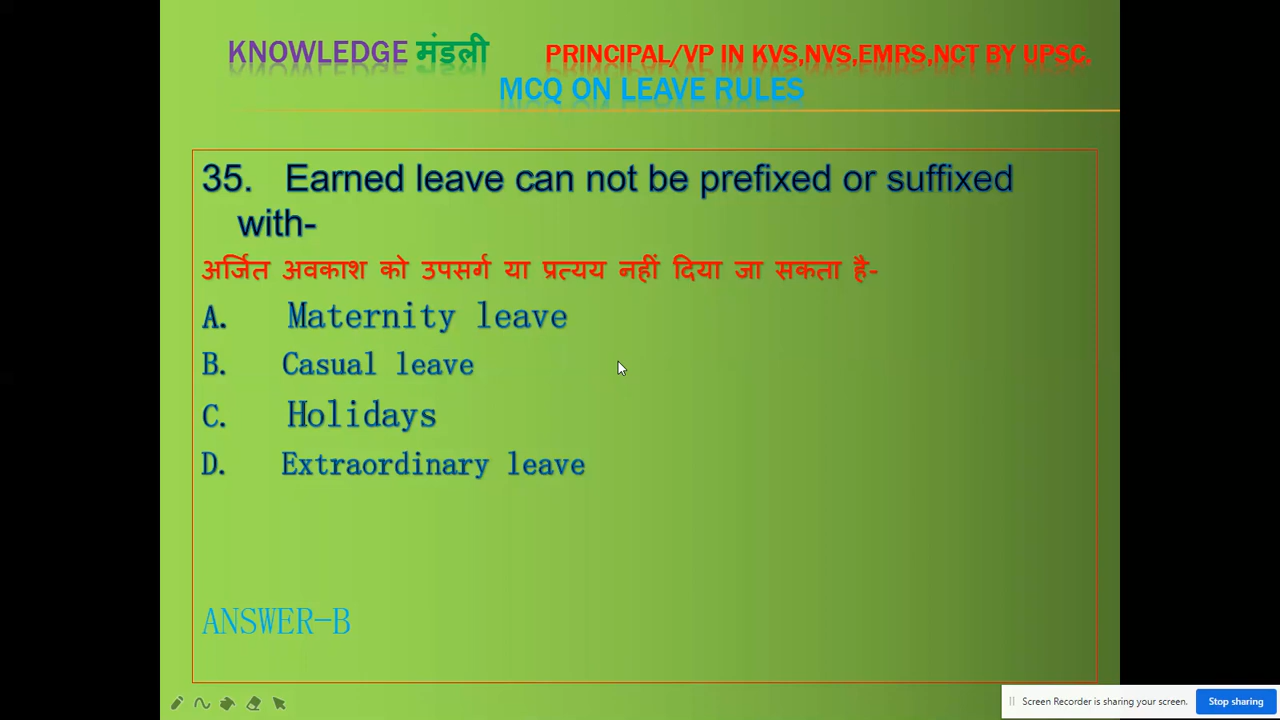 KNOWLEDGE मंडली PRINCIPAL/VP IN KVS,NVS,EMRS,NCT BY UPSC.
MCQ ON LEAVE RULES
35. Earned leave can not be prefixed or suffixed
with-
अर्जित अवकाश को उपसर्ग या प्रत्यय नहीं दिया जा सकता है-
A. Maternity leave
B. Casual leave
C. Holidays
D. Extraordinary leave
ANSWER-B
Screen Recorder is sharing your screen. Stop sharing